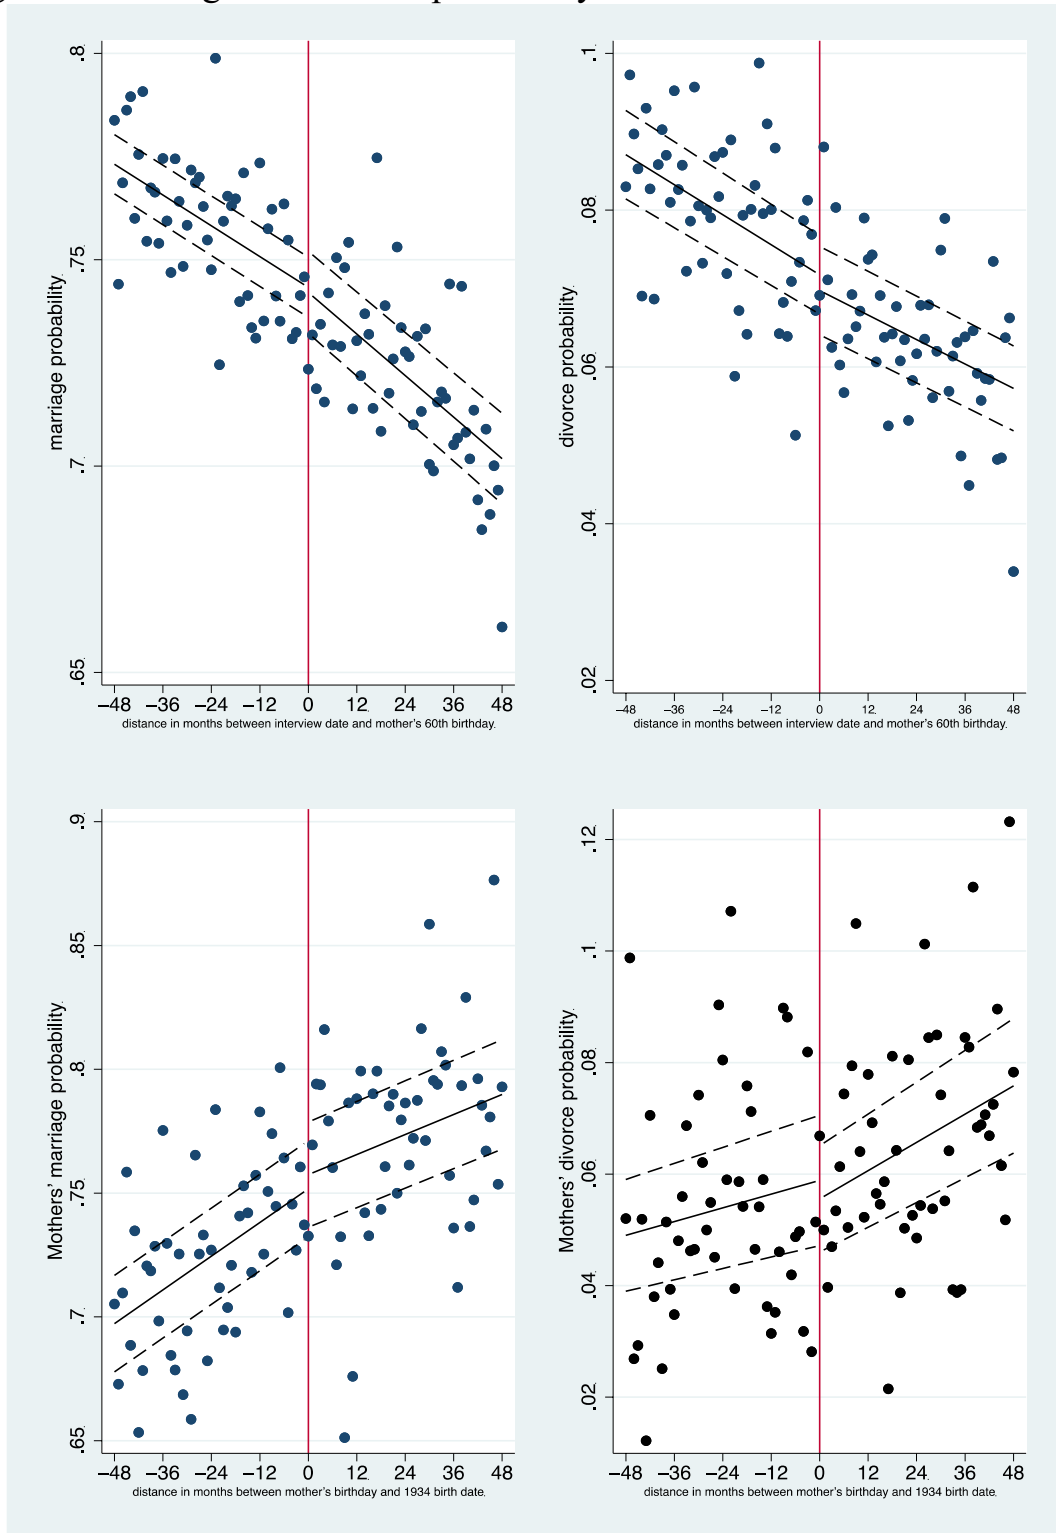 marriage probability.
.8.
.75.
.7.
.65.
−48 −36 −24 −12 0 12. 24 36 48
distance in months between interview date and mother's 60th birthday.
divorce probability.
.1.
.08.
.06.
.04.
.02.
−48 −36 −24 −12 0 12. 24 36 48
distance in months between interview date and mother's 60th birthday.
Mothers' marriage probability.
.9.
.85.
.8.
.75.
.7.
.65.
−48 −36 −24 −12 0 12 24 36 48
distance in months between mother's birthday and 1934 birth date.
Mothers' divorce probability.
.12.
.1.
.08.
.06.
.04.
.02.
−48 −36 −24 −12 0 12 24. 36 48
distance in months between mother's birthday and 1934 birth date.